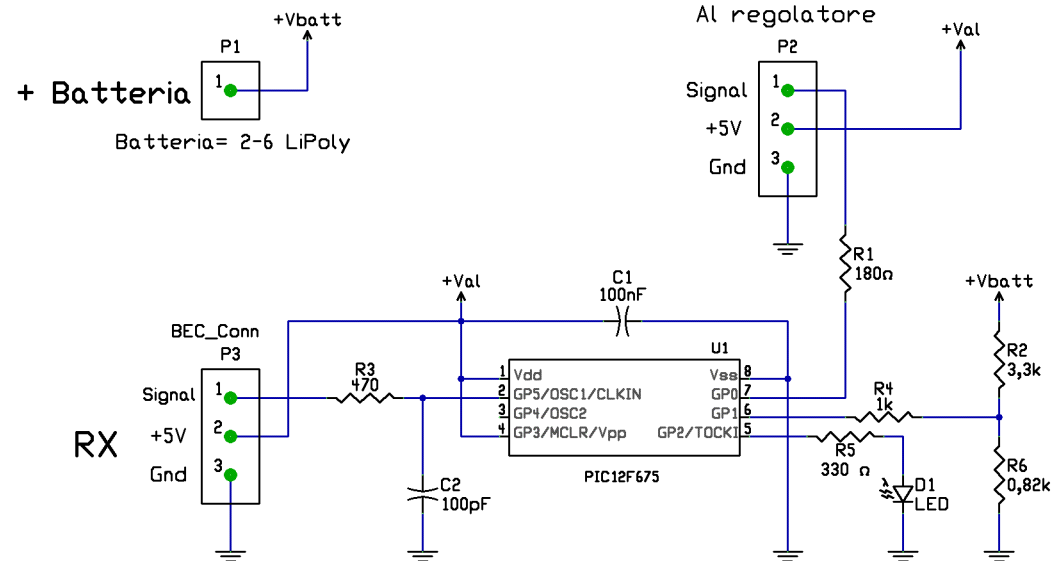 +Vbatt
P1
1
+ Batteria
Batteria= 2-6 LiPoly
Al regolatore
P2
Signal 1
+5V 2
Gnd 3
+Val
R1
180Ω
+Val
C1
100nF
+Vbatt
R2
3,3k
BEC_Conn
P3
Signal 1
+5V 2
Gnd 3
RX
R3
470
U1
1 Vdd Vss 8
2 GP5/OSC1/CLKIN GP0 7
3 GP4/OSC2 GP1 6
4 GP3/MCLR/Vpp GP2/TOCKI 5
PIC12F675
R4
1k
R5
330 Ω
R6
0,82k
C2
100pF
D1
LED